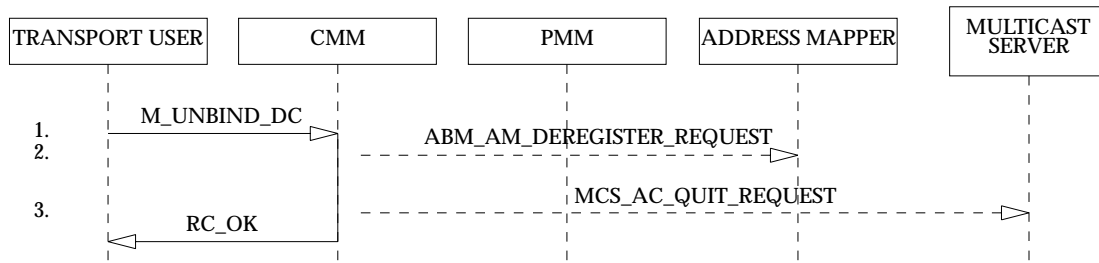 TRANSPORT USER
CMM
PMM
ADDRESS MAPPER
MULTICAST
SERVER
1.
M_UNBIND_DC
2.
ABM_AM_DEREGISTER_REQUEST
3.
MCS_AC_QUIT_REQUEST
RC_OK